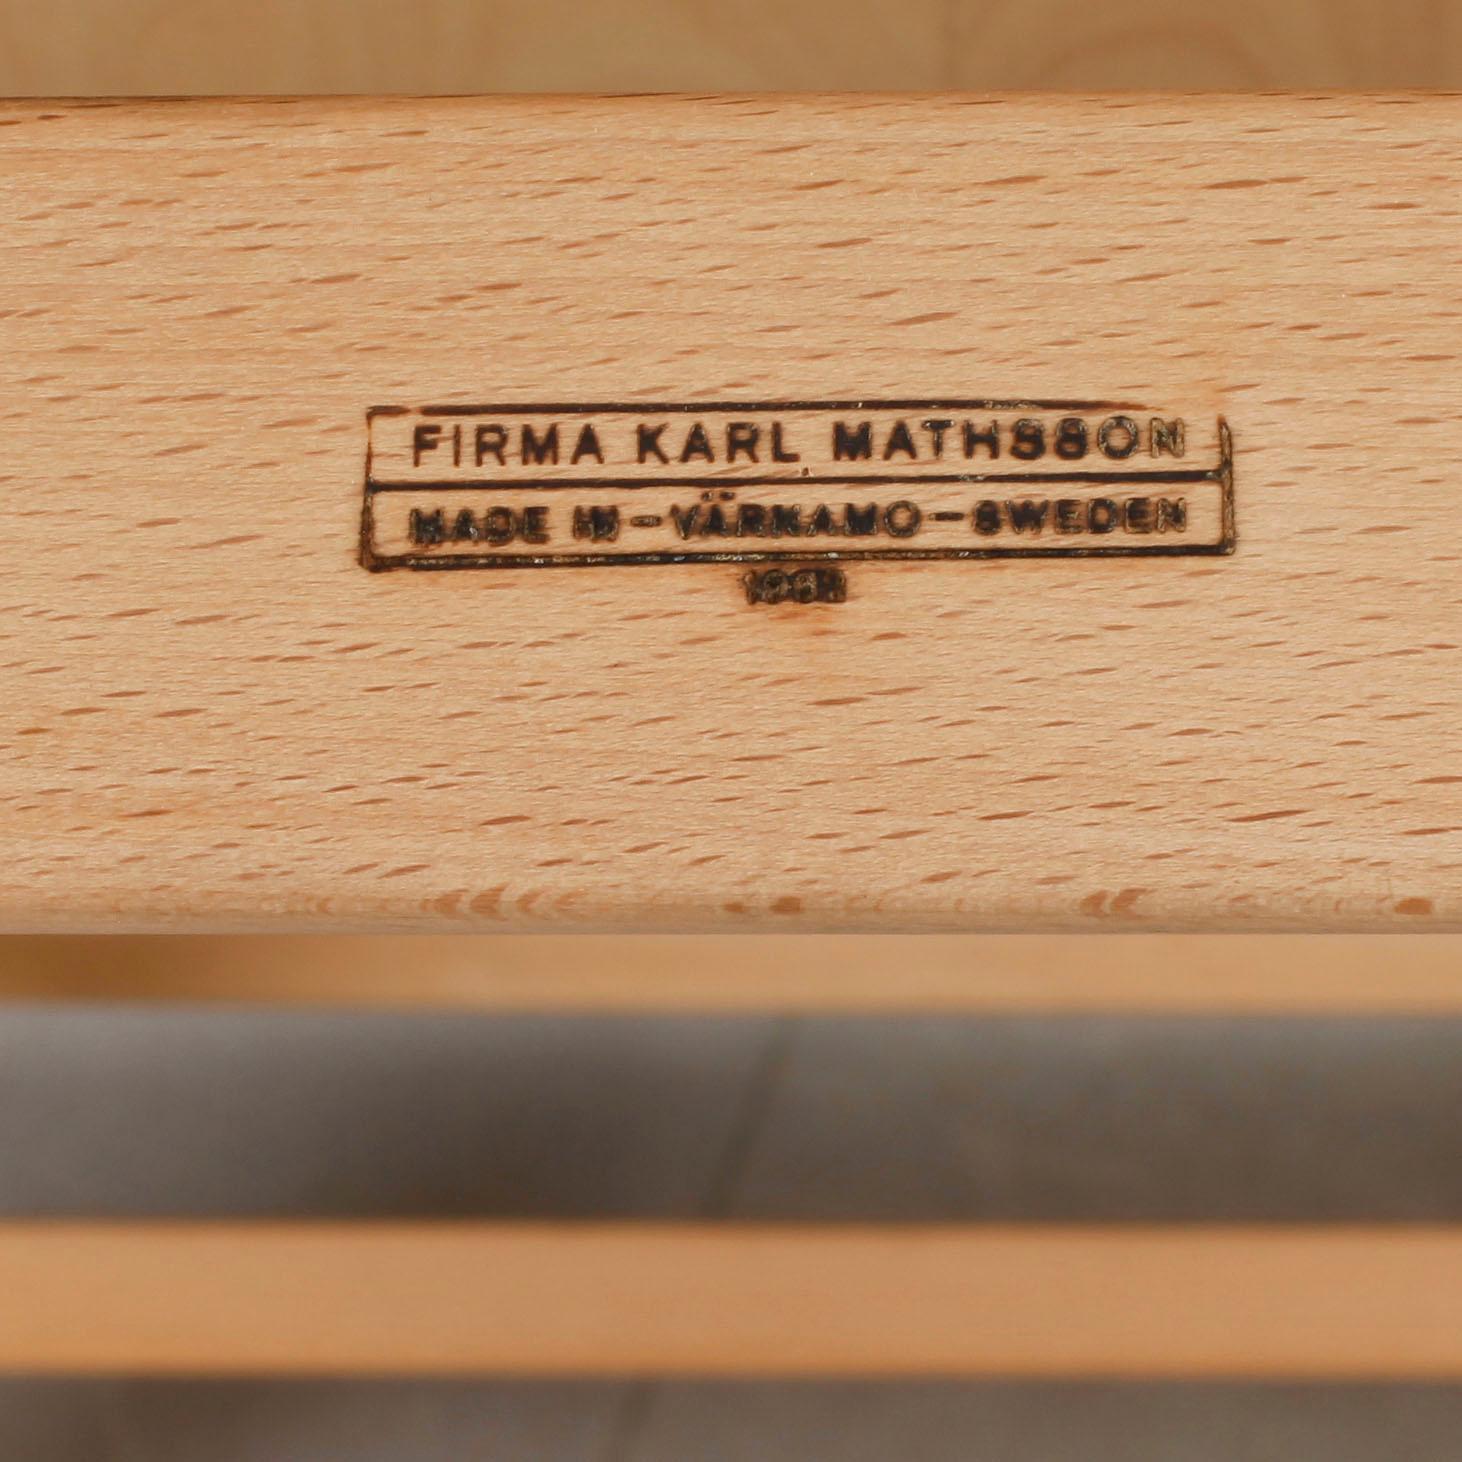 FIRMA KARL MATHSSON
MADE IN-VÄRNAMO-SWEDEN